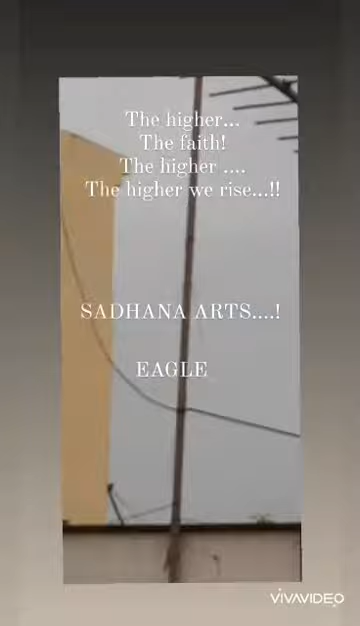 The higher...
The faith!
The higher ....
The higher we rise...!!
SADHANA ARTS....!
EAGLE
VIVAVIDEO